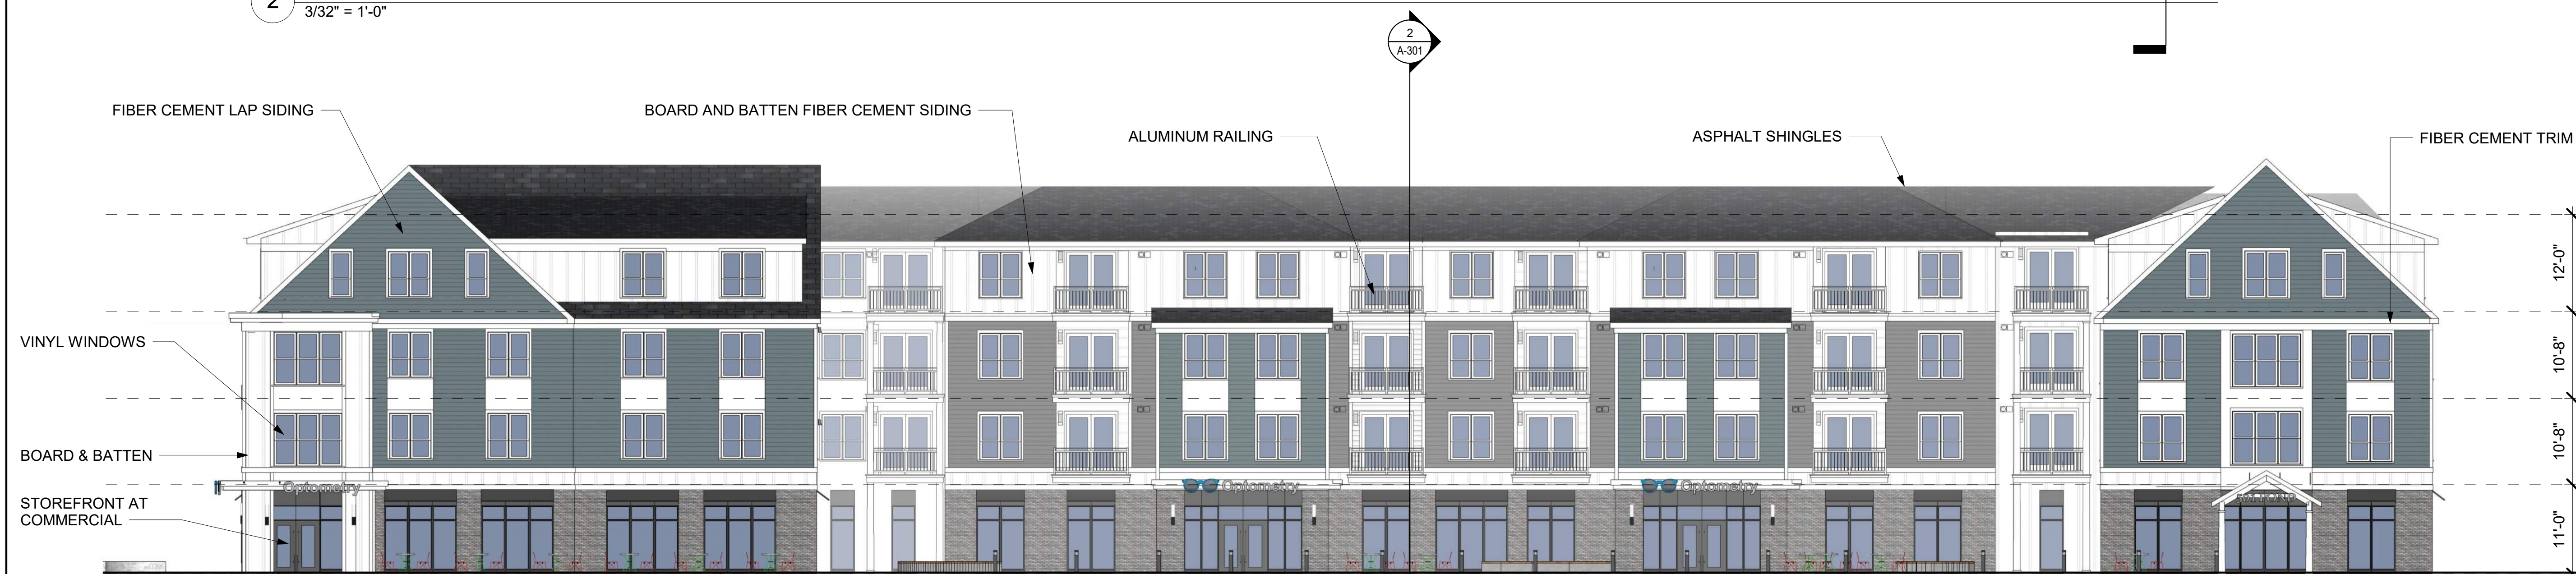 2
3/32" = 1'-0"
2
A-301
FIBER CEMENT LAP SIDING
BOARD AND BATTEN FIBER CEMENT SIDING
ALUMINUM RAILING
ASPHALT SHINGLES
FIBER CEMENT TRIM
12'-0"
VINYL WINDOWS
10'-8"
BOARD & BATTEN
10'-8"
STOREFRONT AT
COMMERCIAL
11'-0"
Optometry
Optometry
Optometry